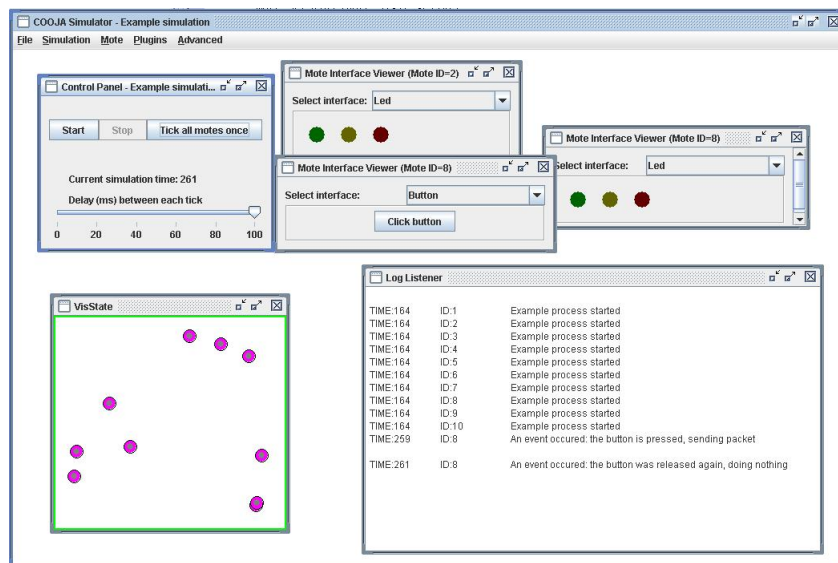 COOJA Simulator - Example simulation
File Simulation Mote Plugins Advanced
Control Panel - Example simulati...
Start Stop Tick all motes once
Current simulation time: 261
Delay (ms) between each tick
0 20 40 60 80 100
Mote Interface Viewer (Mote ID=2)
Select interface: Led
Mote Interface Viewer (Mote ID=8)
Select interface: Button
Click button
Mote Interface Viewer (Mote ID=8)
Select interface: Led
VisState
Log Listener
TIME:164 ID:1 Example process started
TIME:164 ID:2 Example process started
TIME:164 ID:3 Example process started
TIME:164 ID:4 Example process started
TIME:164 ID:5 Example process started
TIME:164 ID:6 Example process started
TIME:164 ID:7 Example process started
TIME:164 ID:8 Example process started
TIME:164 ID:9 Example process started
TIME:164 ID:10 Example process started
TIME:259 ID:8 An event occured: the button is pressed, sending packet
TIME:261 ID:8 An event occured: the button was released again, doing nothing